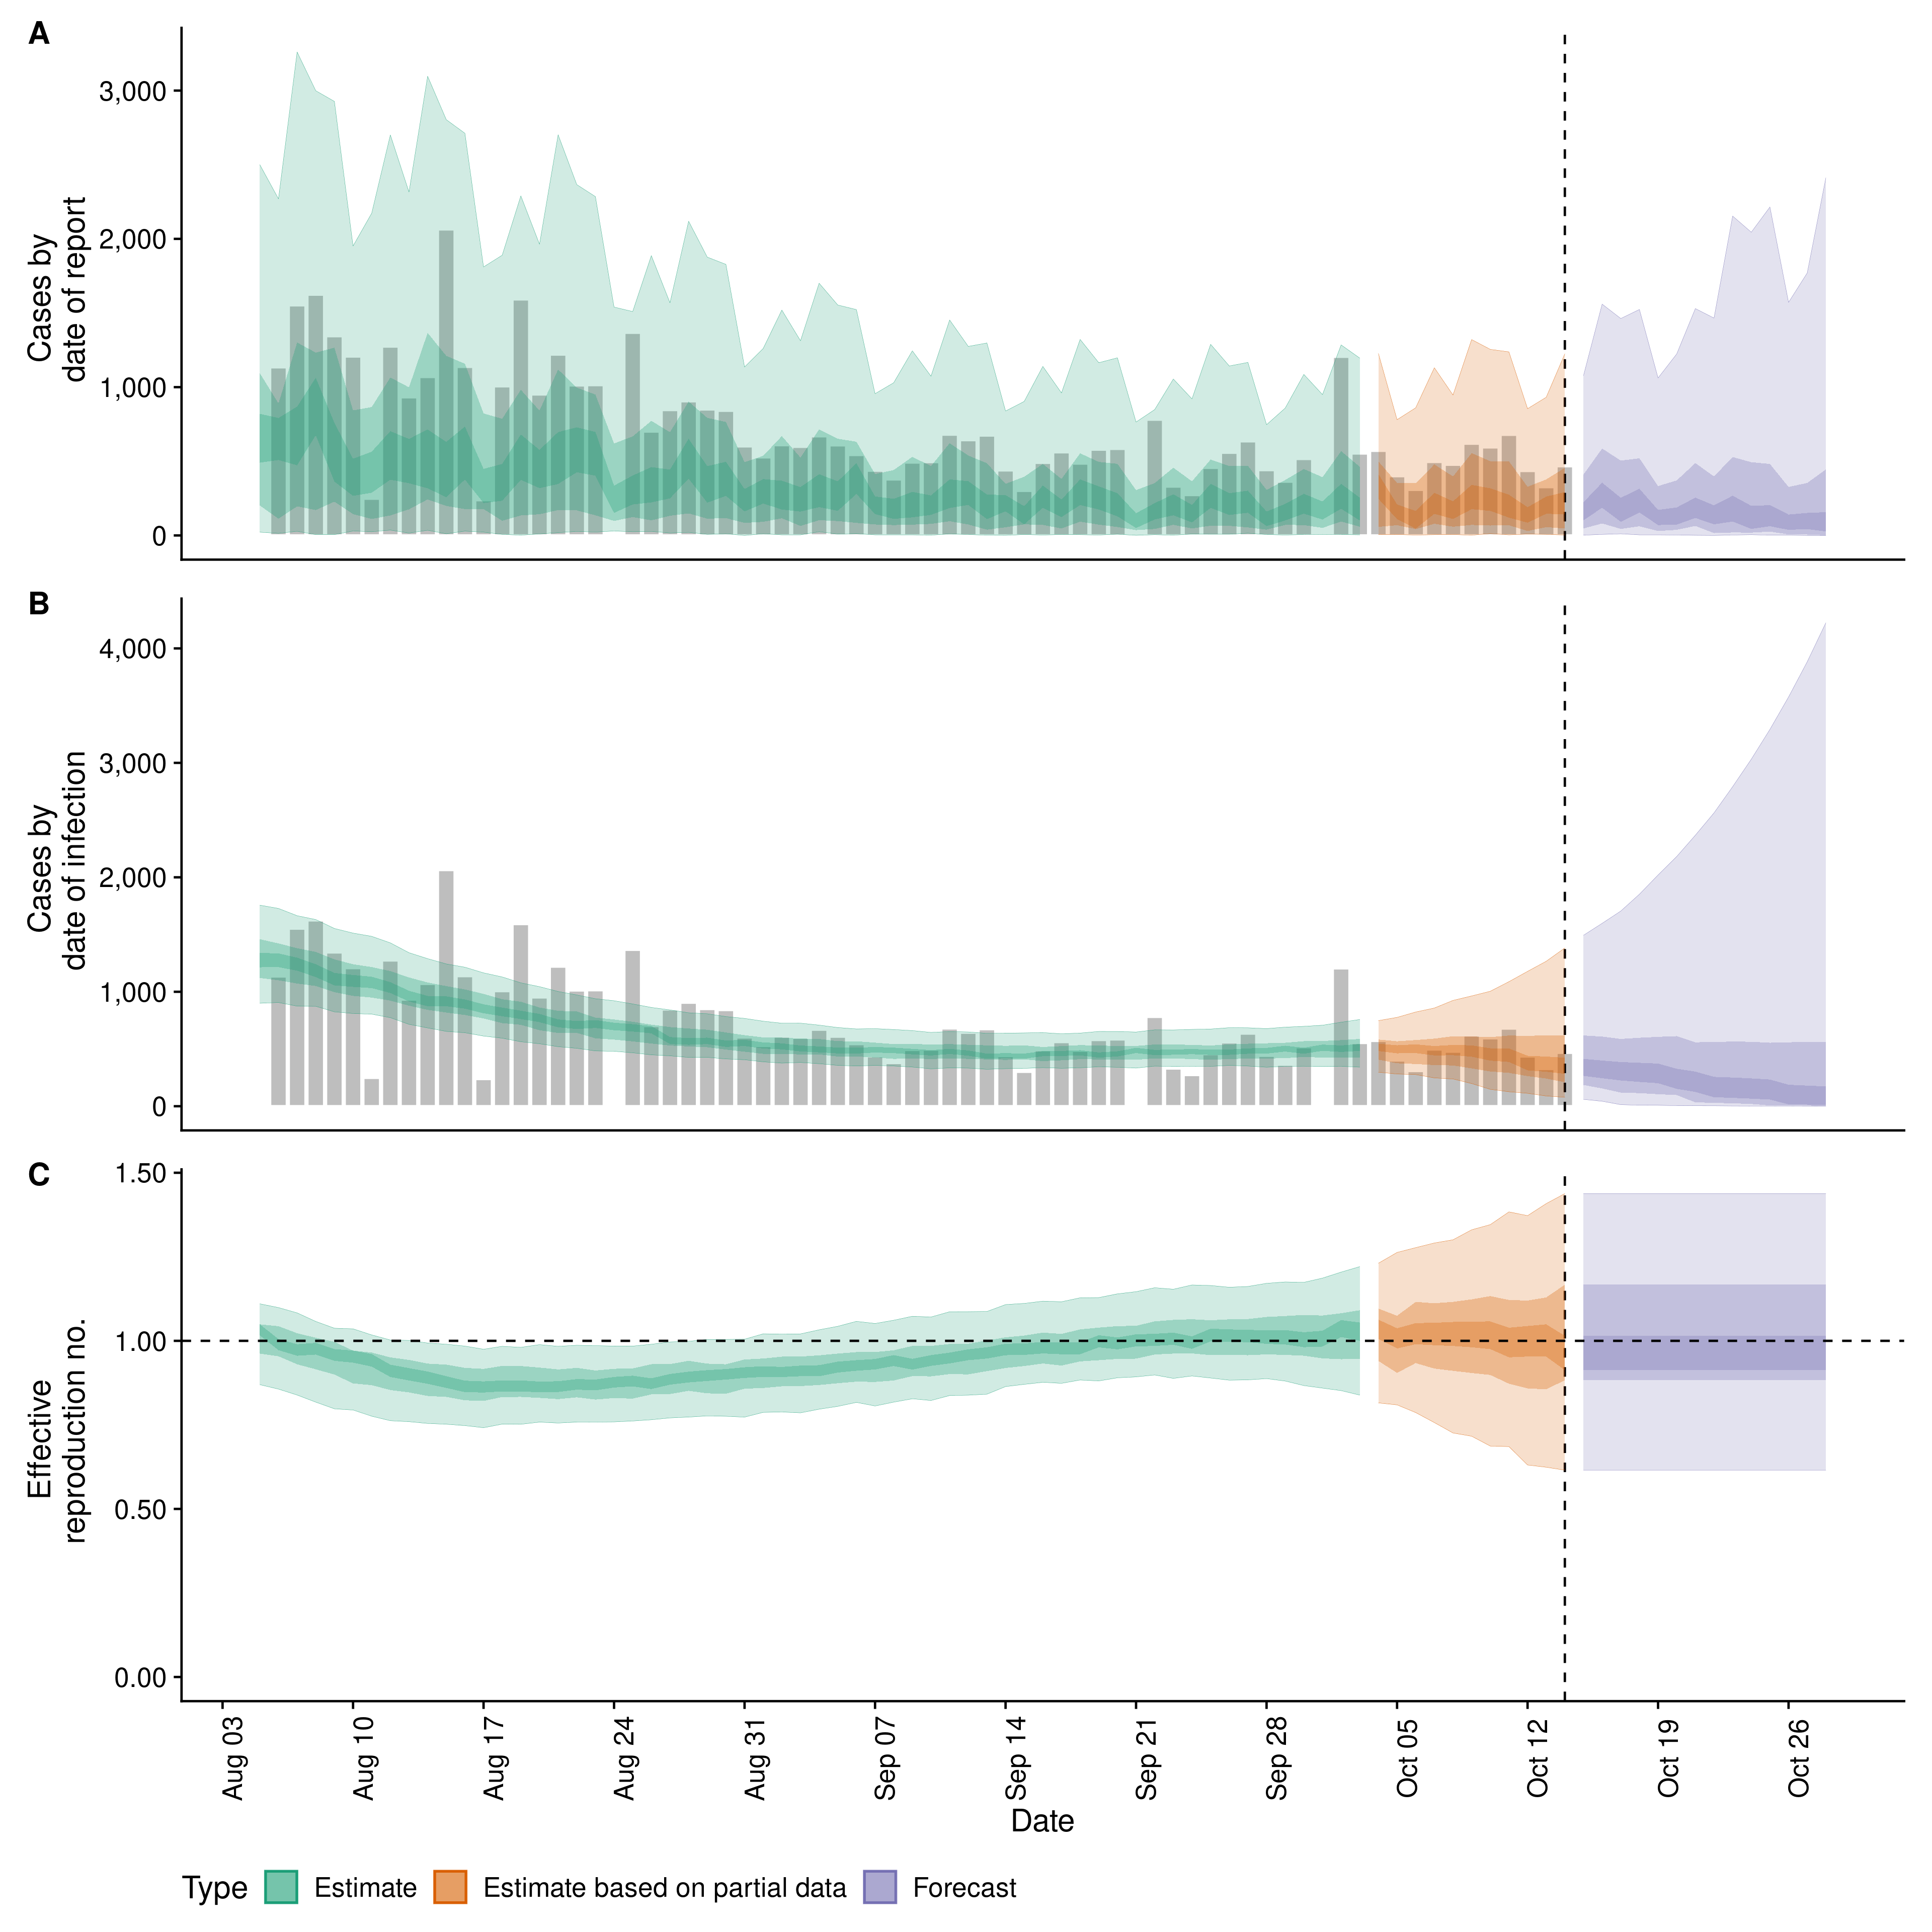 A
Cases by
date of report
3,000
2,000
1,000
0
B
Cases by
date of infection
4,000
3,000
2,000
1,000
0
C
Effective
reproduction no.
1.50
1.00
0.50
0.00
Aug 03
Aug 10
Aug 17
Aug 24
Aug 31
Sep 07
Sep 14
Sep 21
Sep 28
Oct 05
Oct 12
Oct 19
Oct 26
Date
Type
Estimate
Estimate based on partial data
Forecast